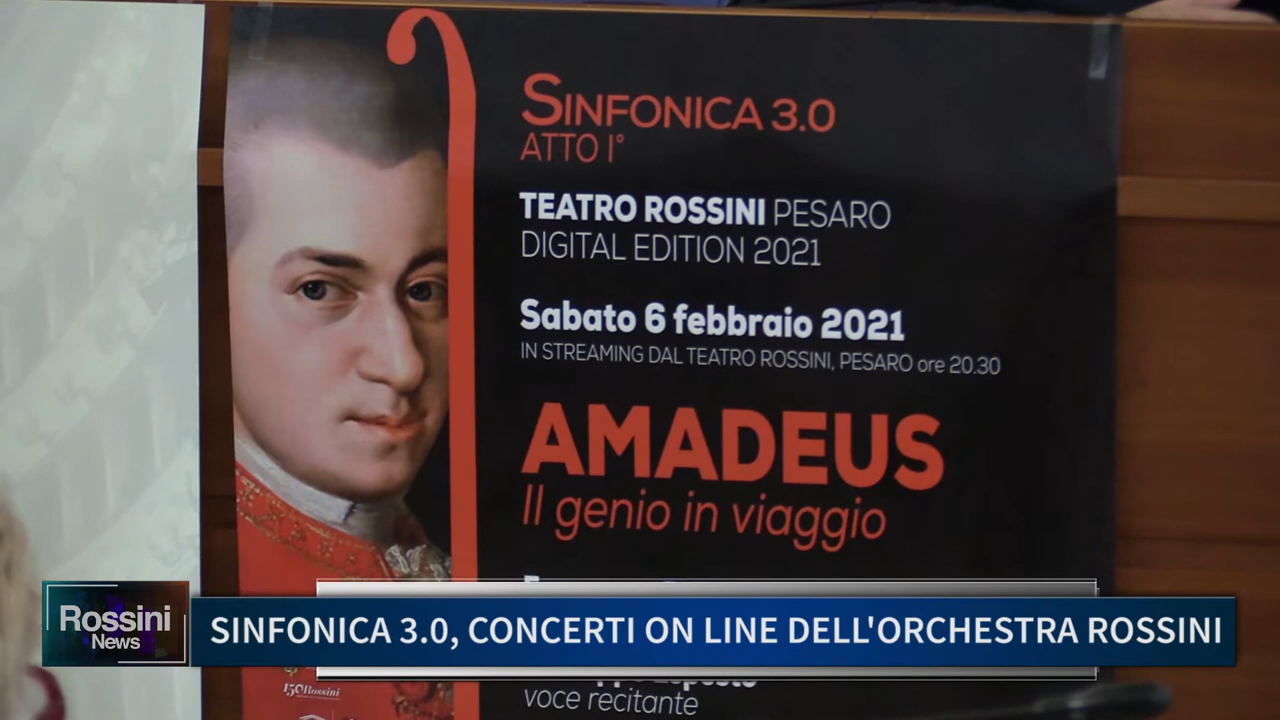 SINFONICA 3.0
ATTO I°
TEATRO ROSSINI PESARO
DIGITAL EDITION 2021
Sabato 6 febbraio 2021
IN STREAMING DAL TEATRO ROSSINI, PESARO ore 20.30
AMADEUS
Il genio in viaggio
Rossini
News
SINFONICA 3.0, CONCERTI ON LINE DELL'ORCHESTRA ROSSINI
150Rossini
voce recitante